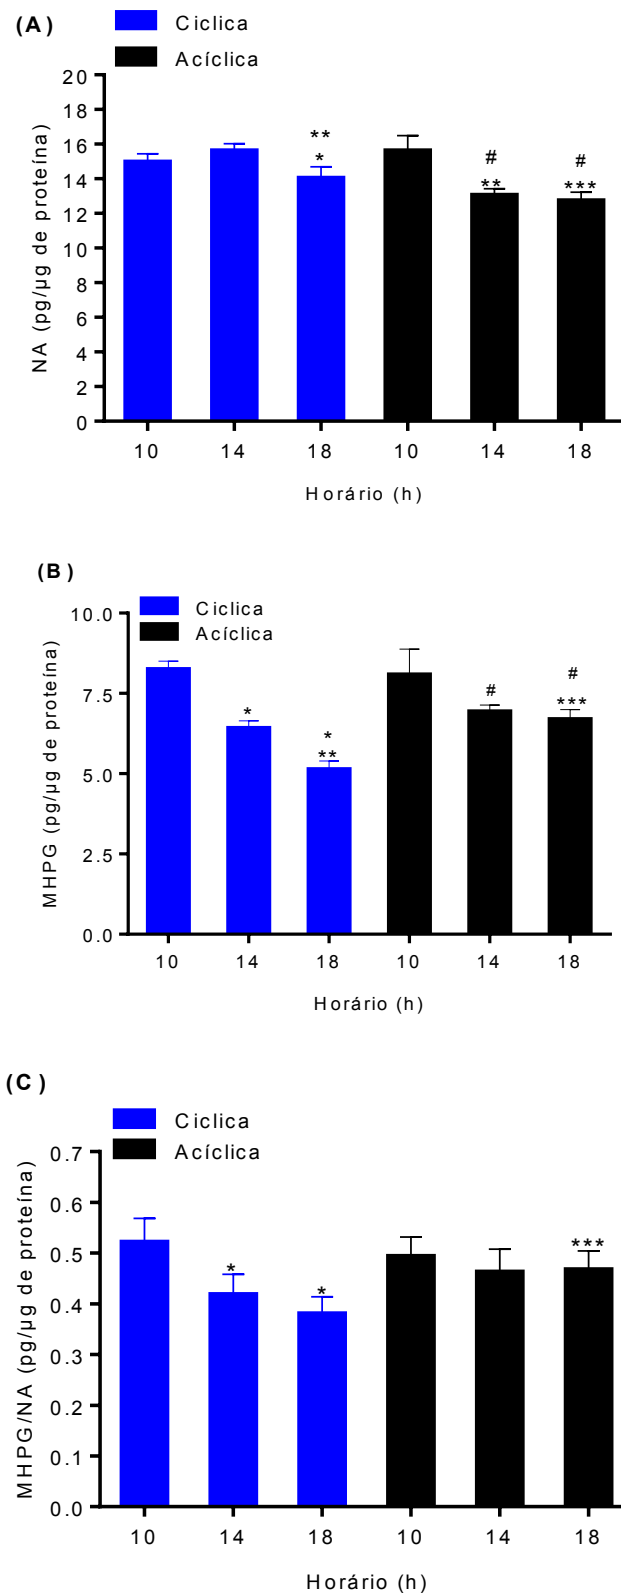 (A)
Ciclica
Acíclica
NA (pg/µg de proteína)
20
18
16
14
12
10
8
6
4
2
0
**
*
#
**
#
***
10 14 18 10 14 18
Horário (h)
(B)
Ciclica
Acíclica
MHPG (pg/µg de proteína)
10.0
7.5
5.0
2.5
0.0
*
*
**
#
#
***
10 14 18 10 14 18
Horário (h)
(C)
Ciclica
Acíclica
MHPG/NA (pg/µg de proteína)
0.7
0.6
0.5
0.4
0.3
0.2
0.1
0.0
*
*
***
10 14 18 10 14 18
Horário (h)